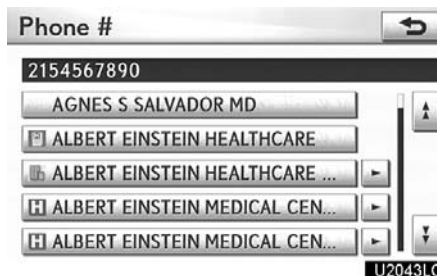 Phone #
2154567890
AGNES S SALVADOR MD
ALBERT EINSTEIN HEALTHCARE
ALBERT EINSTEIN HEALTHCARE ...
H ALBERT EINSTEIN MEDICAL CEN...
H ALBERT EINSTEIN MEDICAL CEN...
U2043LC